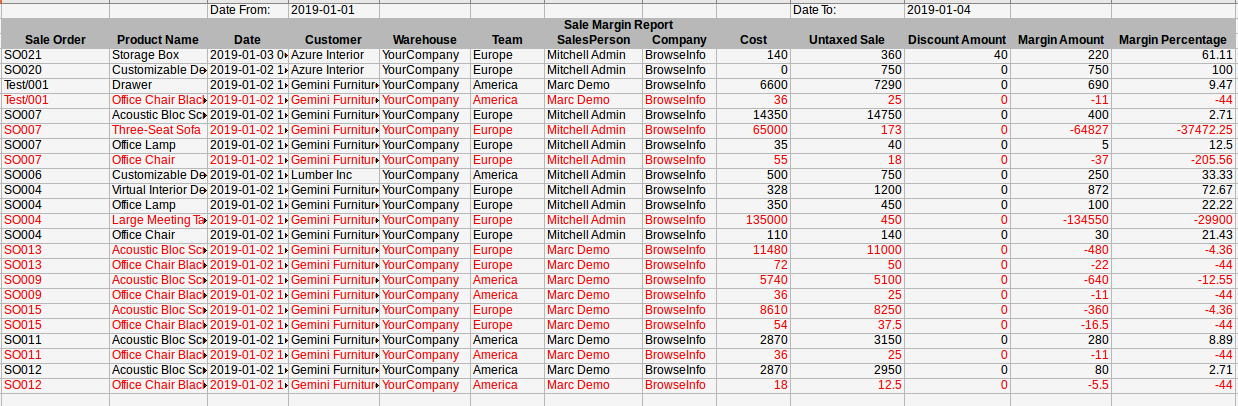 Date From: 2019-01-01 Date To: 2019-01-04
Sale Margin Report
Sale Order Product Name Date Customer Warehouse Team SalesPerson Company Cost Untaxed Sale Discount Amount Margin Amount Margin Percentage
SO021 Storage Box 2019-01-03 Azure Interior YourCompany Europe Mitchell Admin BrowseInfo 140 360 40 220 61.11
SO020 Customizable De 2019-01-02 1 Azure Interior YourCompany Europe Mitchell Admin BrowseInfo 0 750 0 750 100
Test/001 Drawer 2019-01-02 1 Gemini Furnitur YourCompany America Marc Demo BrowseInfo 6600 7290 0 690 9.47
Test/001 Office Chair Blac 2019-01-02 1 Gemini Furnitur YourCompany America Marc Demo BrowseInfo 36 25 0 -11 -44
SO007 Acoustic Bloc Sc 2019-01-02 1 Gemini Furnitur YourCompany Europe Mitchell Admin BrowseInfo 14350 14750 0 400 2.71
SO007 Three-Seat Sofa 2019-01-02 1 Gemini Furnitur YourCompany Europe Mitchell Admin BrowseInfo 65000 173 0 -64827 -37472.25
SO007 Office Lamp 2019-01-02 1 Gemini Furnitur YourCompany Europe Mitchell Admin BrowseInfo 35 40 0 5 12.5
SO007 Office Chair 2019-01-02 1 Gemini Furnitur YourCompany Europe Mitchell Admin BrowseInfo 55 18 0 -37 -205.56
SO006 Customizable De 2019-01-02 1 Lumber Inc YourCompany America Mitchell Admin BrowseInfo 500 750 0 250 33.33
SO004 Virtual Interior De 2019-01-02 1 Gemini Furnitur YourCompany Europe Mitchell Admin BrowseInfo 328 1200 0 872 72.67
SO004 Office Lamp 2019-01-02 1 Gemini Furnitur YourCompany Europe Mitchell Admin BrowseInfo 350 450 0 100 22.22
SO004 Large Meeting Ta 2019-01-02 1 Gemini Furnitur YourCompany Europe Mitchell Admin BrowseInfo 135000 450 0 -134550 -29900
SO004 Office Chair 2019-01-02 1 Gemini Furnitur YourCompany Europe Mitchell Admin BrowseInfo 110 140 0 30 21.43
SO013 Acoustic Bloc Sc 2019-01-02 1 Gemini Furnitur YourCompany Europe Marc Demo BrowseInfo 11480 11000 0 -480 -4.36
SO013 Office Chair Blac 2019-01-02 1 Gemini Furnitur YourCompany Europe Marc Demo BrowseInfo 72 50 0 -22 -44
SO009 Acoustic Bloc Sc 2019-01-02 1 Gemini Furnitur YourCompany America Marc Demo BrowseInfo 5740 5100 0 -640 -12.55
SO009 Office Chair Blac 2019-01-02 1 Gemini Furnitur YourCompany America Marc Demo BrowseInfo 36 25 0 -11 -44
SO015 Acoustic Bloc Sc 2019-01-02 1 Gemini Furnitur YourCompany Europe Marc Demo BrowseInfo 8610 8250 0 -360 -4.36
SO015 Office Chair Blac 2019-01-02 1 Gemini Furnitur YourCompany Europe Marc Demo BrowseInfo 54 37.5 0 -16.5 -44
SO011 Acoustic Bloc Sc 2019-01-02 1 Gemini Furnitur YourCompany America Marc Demo BrowseInfo 2870 3150 0 280 8.89
SO011 Office Chair Blac 2019-01-02 1 Gemini Furnitur YourCompany America Marc Demo BrowseInfo 36 25 0 -11 -44
SO012 Acoustic Bloc Sc 2019-01-02 1 Gemini Furnitur YourCompany America Marc Demo BrowseInfo 2870 2950 0 80 2.71
SO012 Office Chair Blac 2019-01-02 1 Gemini Furnitur YourCompany America Marc Demo BrowseInfo 18 12.5 0 -5.5 -44